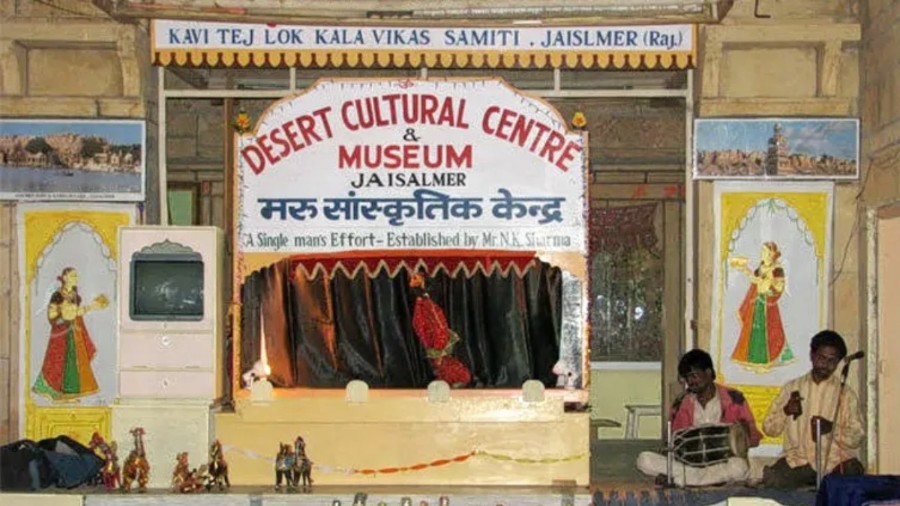 KAVI TEJ LOK KALA VIKAS SAMITI . JAISLMER (Raj.)
DESERT CULTURAL CENTRE
&
MUSEUM
JAISALMER
मरु सांस्कृतिक केन्द्र
A Single man's Effort - Established by Mr. N.K. Sharma